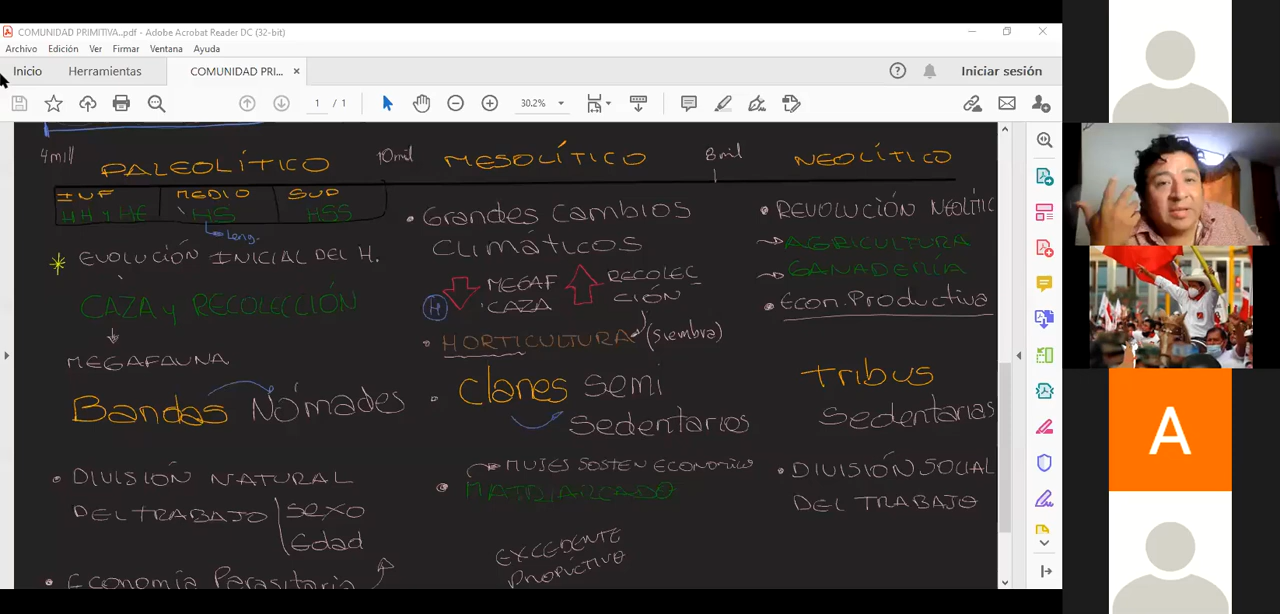 COMUNIDAD PRIMITIVA..pdf - Adobe Acrobat Reader DC (32-bit)
Archivo Edición Ver Firmar Ventana Ayuda
Inicio Herramientas COMUNIDAD PRI... × Iniciar sesión
1 / 1 30.2%
4mill PALEOLÍTICO 10mil MESOLÍTICO 8mil NEOLÍTICO
INF MEDIO SUP
HH y HE HS HSS
Leng.
* EVOLUCIÓN INICIAL DEL H.
CAZA y RECOLECCIÓN
MEGAFAUNA
Bandas Nómades
• DIVISIÓN NATURAL
DEL TRABAJO Sexo
Edad
• Economía Parasitaria
• Grandes cambios
climáticos
H MEGAF RECOLEC
CAZA CIÓN
• HORTICULTURA (siembra)
• Clanes semi
sedentarios
MUJES SOSTEN ECONOMICO
• MATRIARCADO
EXCEDENTE
PRODUCTIVO
• REVOLUCIÓN NEOLÍTIC
AGRICULTURA
GANADERÍA
• Econ. Productiva
Tribus
Sedentarias
• DIVISIÓN SOCIAL
DEL TRABAJO
A